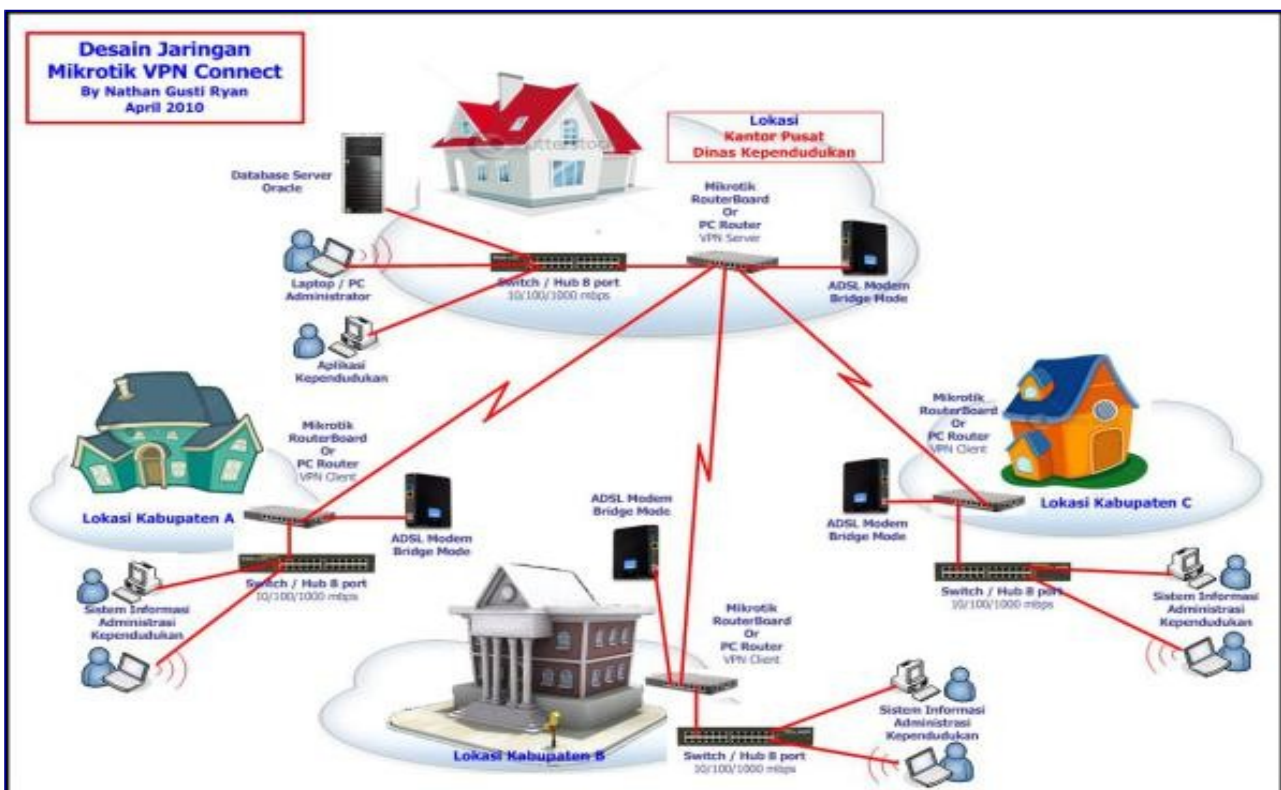 Desain Jaringan
Mikrotik VPN Connect
By Nathan Gusti Ryan
April 2010
Lokasi
Kantor Pusat
Dinas Kependudukan
Database Server
Oracle
Mikrotik
RouterBoard
Or
PC Router
VPN Server
Laptop / PC
Administrator
Switch / Hub 8 port
10/100/1000 mbps
ADSL Modem
Bridge Mode
Aplikasi
Kependudukan
Mikrotik
RouterBoard
Or
PC Router
VPN Client
Lokasi Kabupaten A
ADSL Modem
Bridge Mode
Switch / Hub 8 port
10/100/1000 mbps
Sistem Informasi
Administrasi
Kependudukan
ADSL Modem
Bridge Mode
Mikrotik
RouterBoard
Or
PC Router
VPN Client
Lokasi Kabupaten B
Switch / Hub 8 port
10/100/1000 mbps
Sistem Informasi
Administrasi
Kependudukan
Mikrotik
RouterBoard
Or
PC Router
VPN Client
Lokasi Kabupaten C
ADSL Modem
Bridge Mode
Switch / Hub 8 port
10/100/1000 mbps
Sistem Informasi
Administrasi
Kependudukan